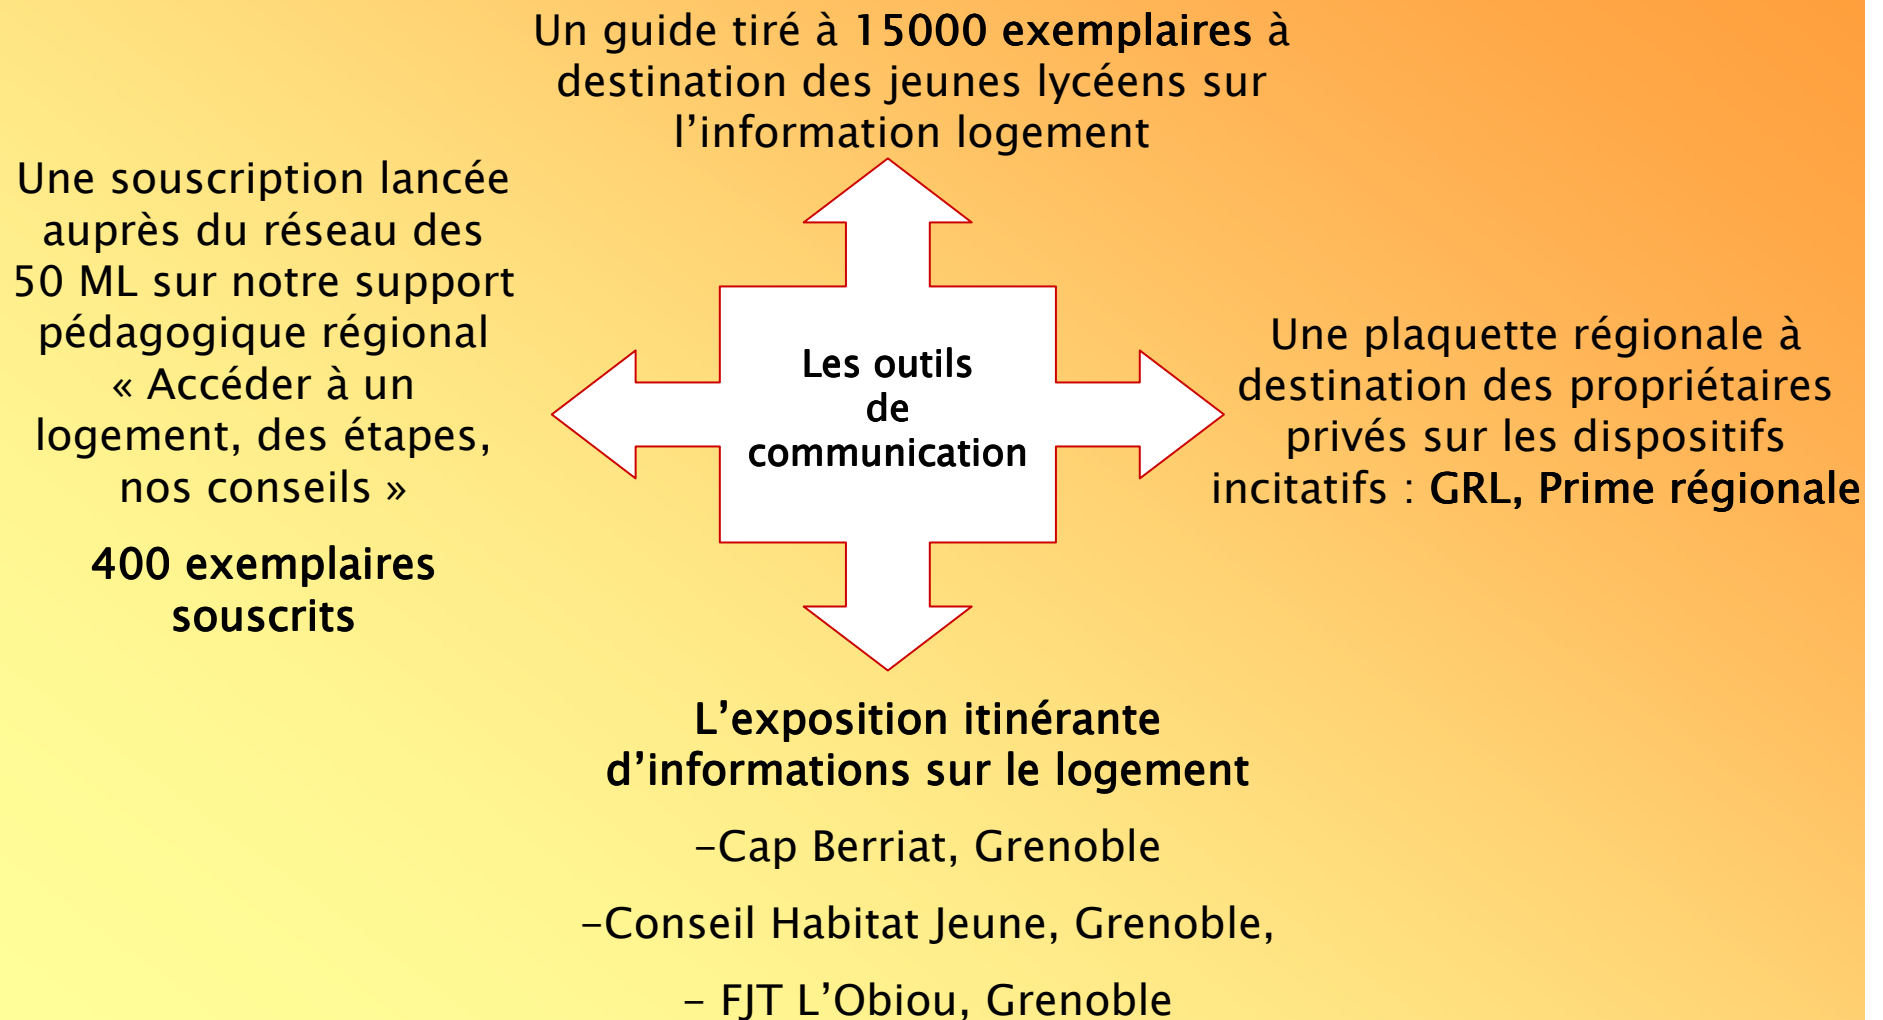 Un guide tiré à 15000 exemplaires à
destination des jeunes lycéens sur
l’information logement
Une souscription lancée
auprès du réseau des
50 ML sur notre support
pédagogique régional
« Accéder à un
logement, des étapes,
nos conseils »
400 exemplaires
souscrits
Les outils
de
communication
Une plaquette régionale à
destination des propriétaires
privés sur les dispositifs
incitatifs : GRL, Prime régionale
L’exposition itinérante
d’informations sur le logement
-Cap Berriat, Grenoble
-Conseil Habitat Jeune, Grenoble,
- FJT L’Obiou, Grenoble